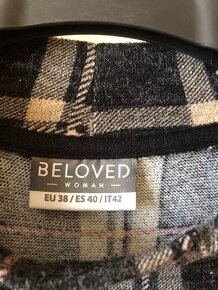 BELOVED
WOMAN
EU 38 / ES 40 / IT42